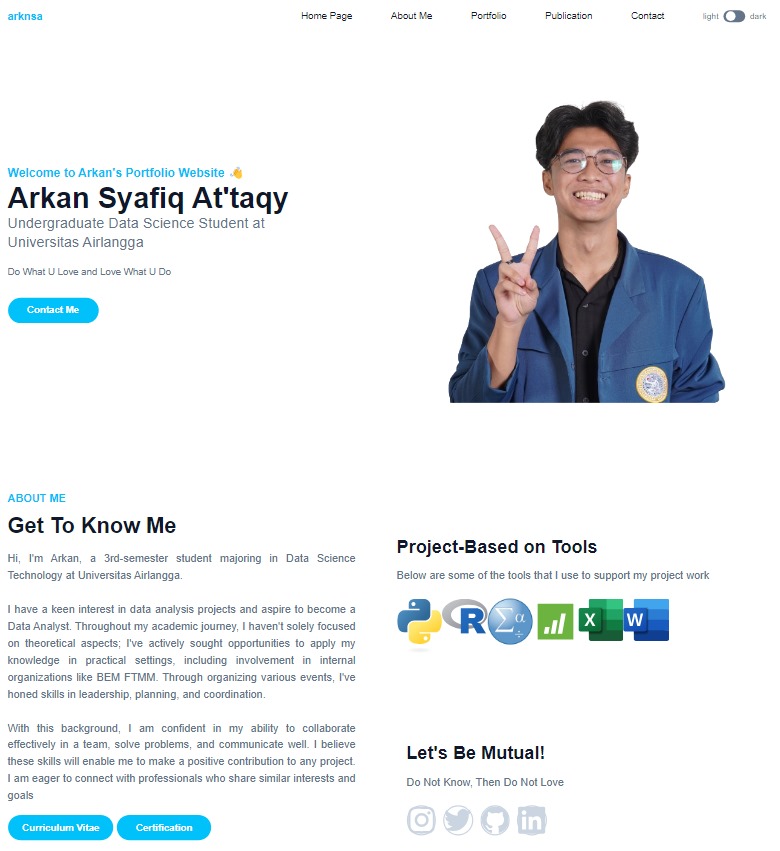 arknsa
Home Page
About Me
Portfolio
Publication
Contact
light
dark
Welcome to Arkan's Portfolio Website 👋
Arkan Syafiq At'taqy
Undergraduate Data Science Student at
Universitas Airlangga
Do What U Love and Love What U Do
Contact Me
ABOUT ME
Get To Know Me
Hi, I'm Arkan, a 3rd-semester student majoring in Data Science
Technology at Universitas Airlangga.
I have a keen interest in data analysis projects and aspire to become a
Data Analyst. Throughout my academic journey, I haven't solely focused
on theoretical aspects; I've actively sought opportunities to apply my
knowledge in practical settings, including involvement in internal
organizations like BEM FTMM. Through organizing various events, I've
honed skills in leadership, planning, and coordination.
With this background, I am confident in my ability to collaborate
effectively in a team, solve problems, and communicate well. I believe
these skills will enable me to make a positive contribution to any project.
I am eager to connect with professionals who share similar interests and
goals
Curriculum Vitae
Certification
Project-Based on Tools
Below are some of the tools that I use to support my project work
R
Σ α ÷
X
W
Let's Be Mutual!
Do Not Know, Then Do Not Love
in